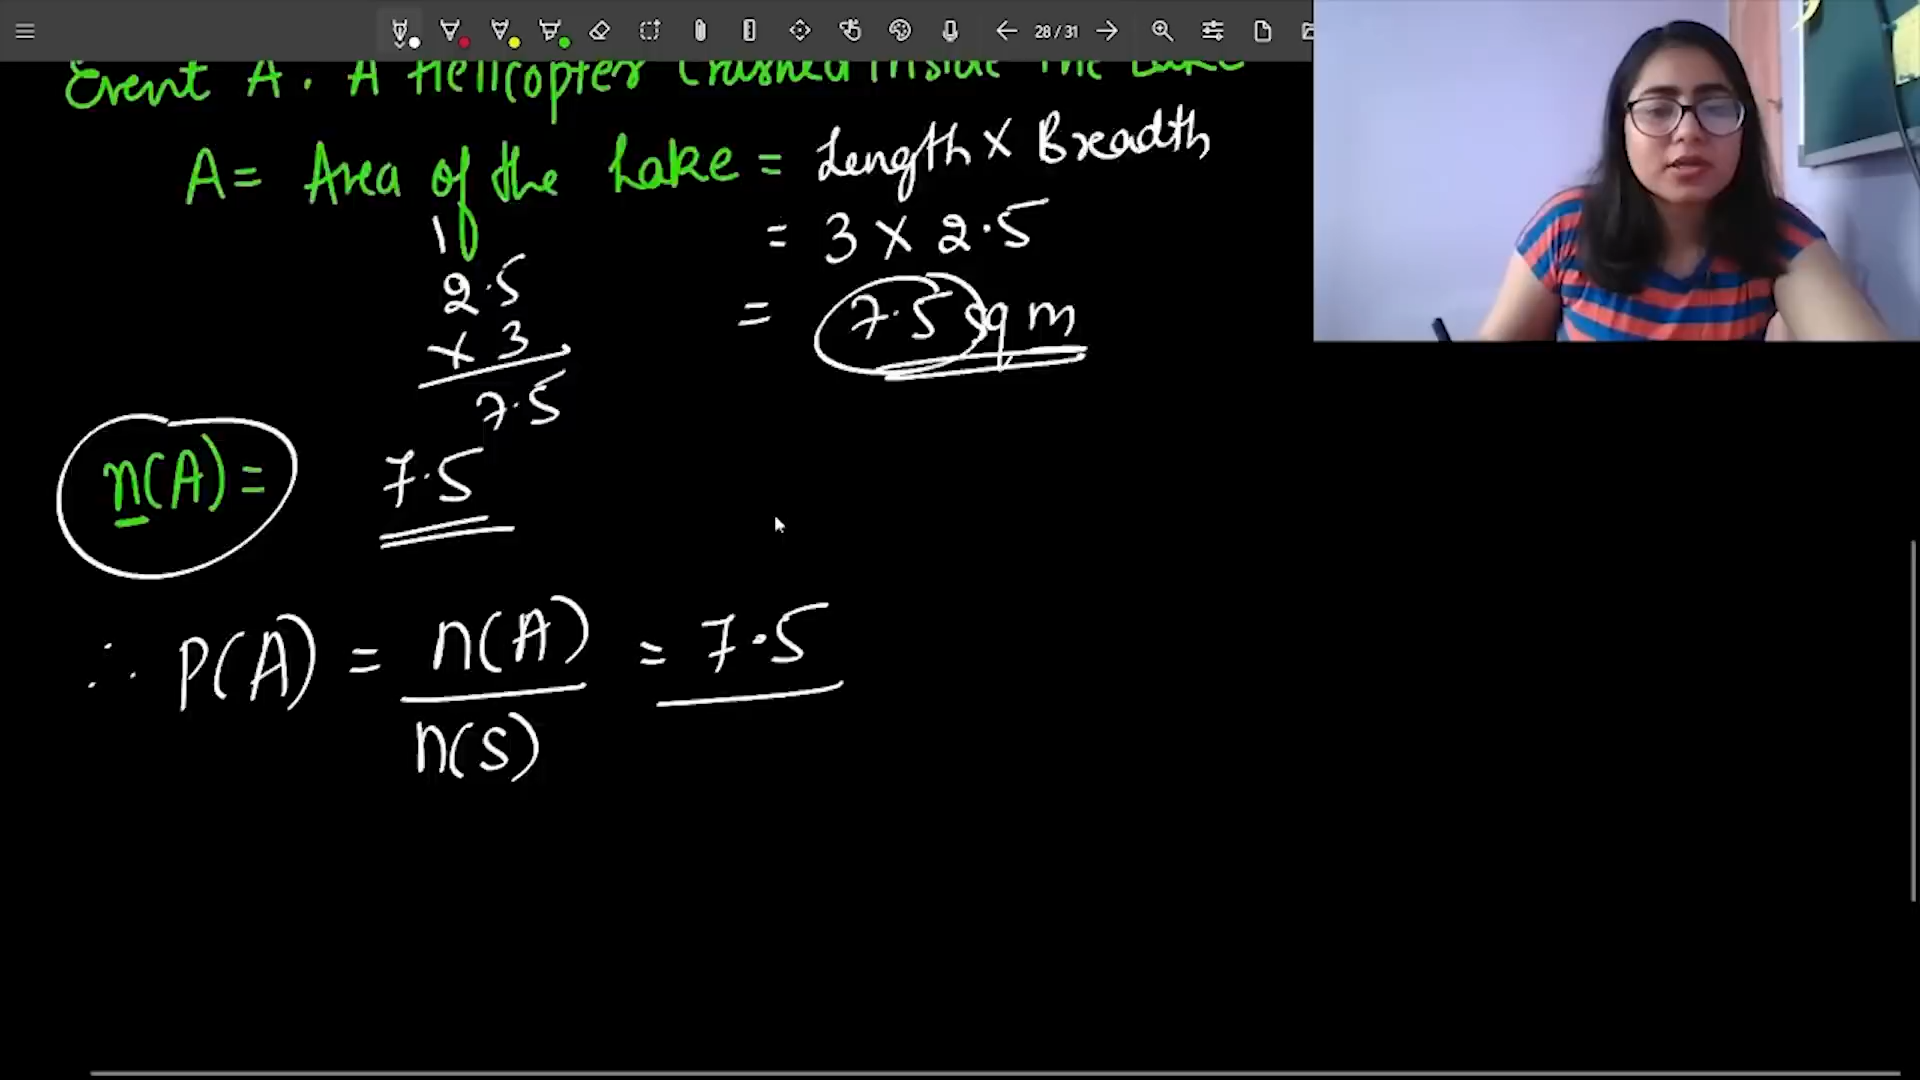 28 / 31
Event A. A Helicopter Crashed inside the Lake
A = Area of the Lake = Length × Breadth
= 3 × 2.5
= 7.5 sq m
1
2.5
× 3
7.5
n(A) = 7.5
∴ P(A) = n(A) = 7.5
n(S)